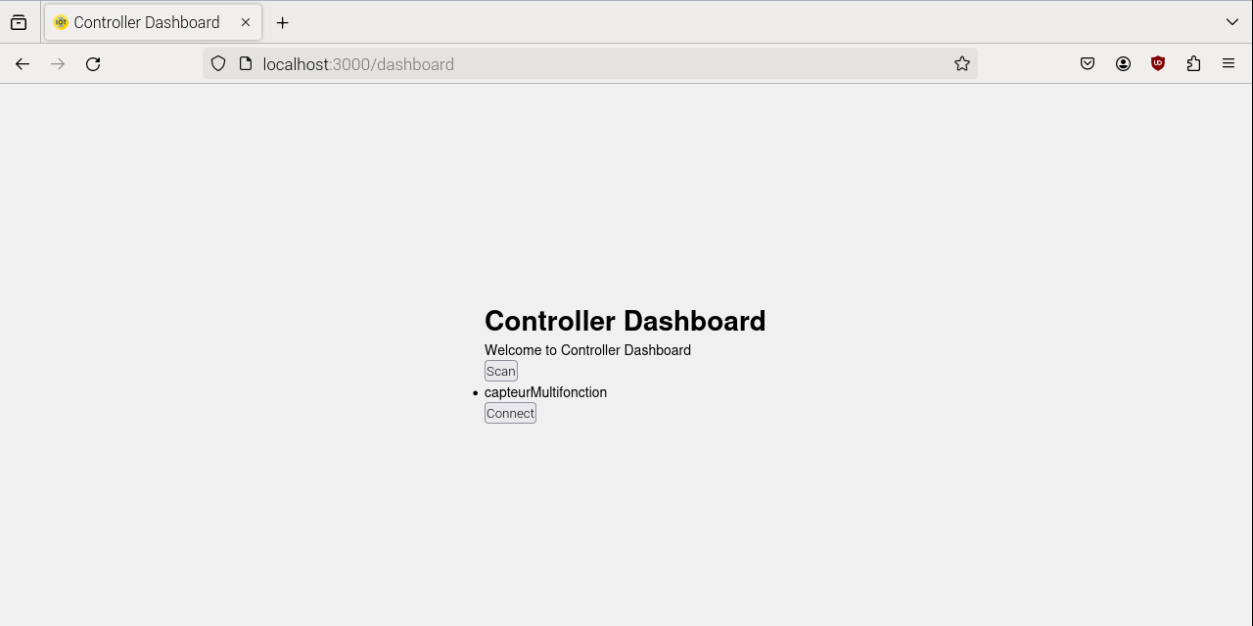 Controller Dashboard
localhost:3000/dashboard
Controller Dashboard
Welcome to Controller Dashboard
Scan
• capteurMultifonction
Connect